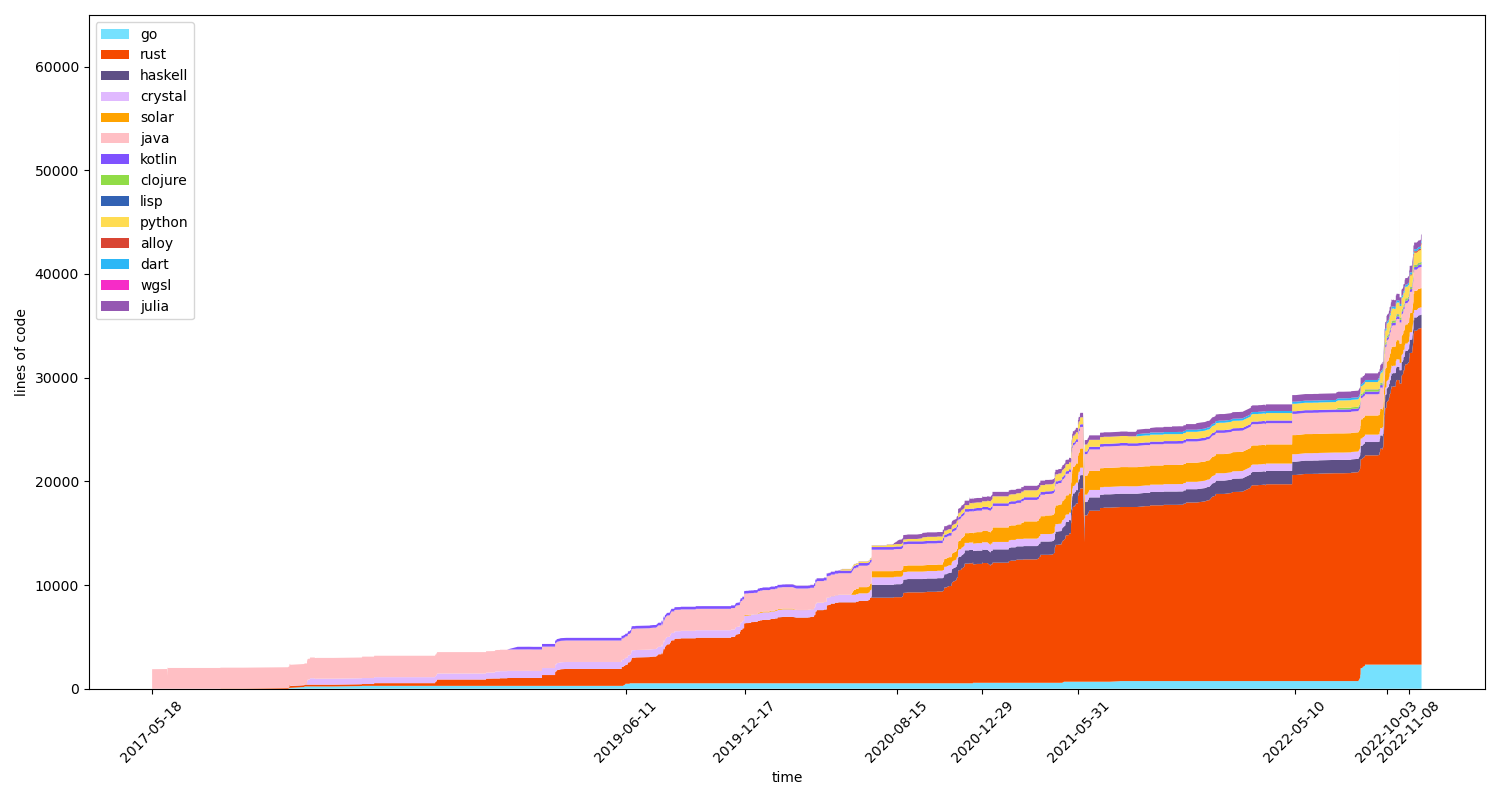 go
rust
haskell
crystal
solar
java
kotlin
clojure
lisp
python
alloy
dart
wgsl
julia
lines of code
60000
50000
40000
30000
20000
10000
0
2017-05-18
2019-06-11
2019-12-17
2020-08-15
2020-12-29
2021-05-31
2022-05-10
2022-10-03
2022-11-08
time